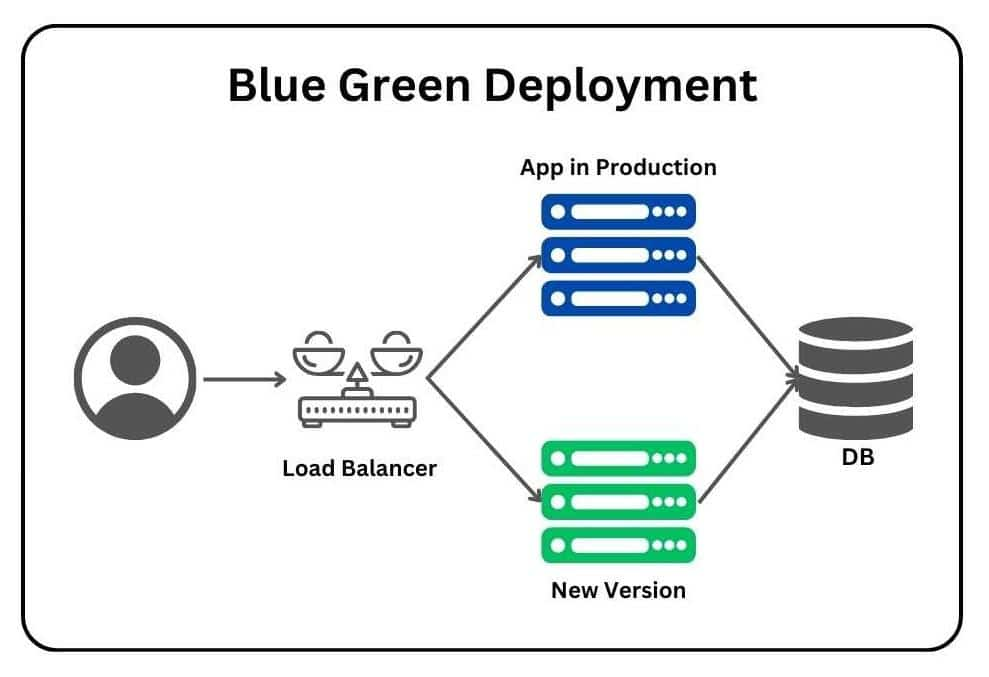 Blue Green Deployment
App in Production
Load Balancer
DB
New Version